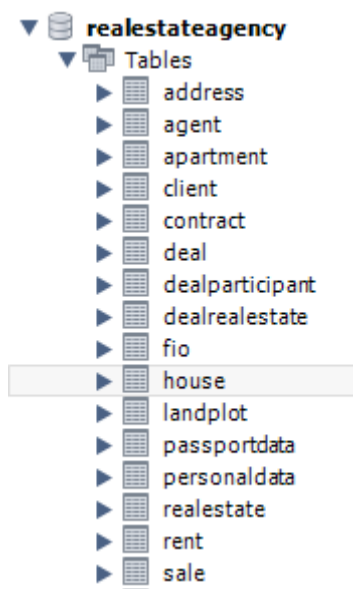 realestateagency
Tables
address
agent
apartment
client
contract
deal
dealparticipant
dealrealestate
fio
house
landplot
passportdata
personaldata
realestate
rent
sale